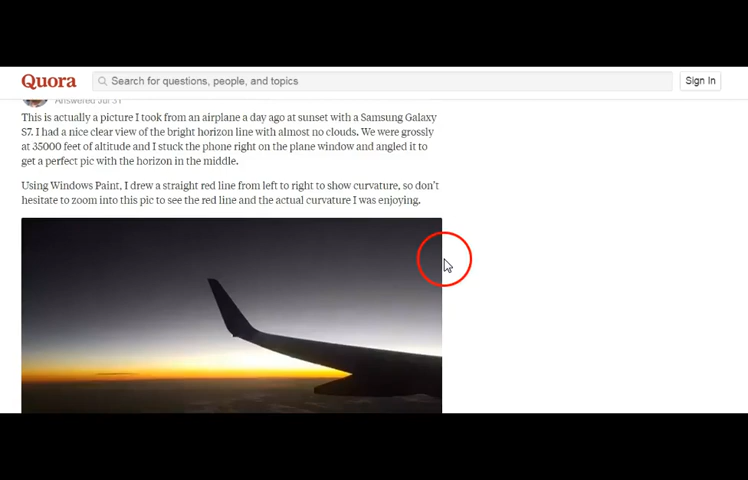 Quora
Search for questions, people, and topics
Sign In
Answered Jul 31
This is actually a picture I took from an airplane a day ago at sunset with a Samsung Galaxy
S7. I had a nice clear view of the bright horizon line with almost no clouds. We were grossly
at 35000 feet of altitude and I stuck the phone right on the plane window and angled it to
get a perfect pic with the horizon in the middle.
Using Windows Paint, I drew a straight red line from left to right to show curvature, so don't
hesitate to zoom into this pic to see the red line and the actual curvature I was enjoying.